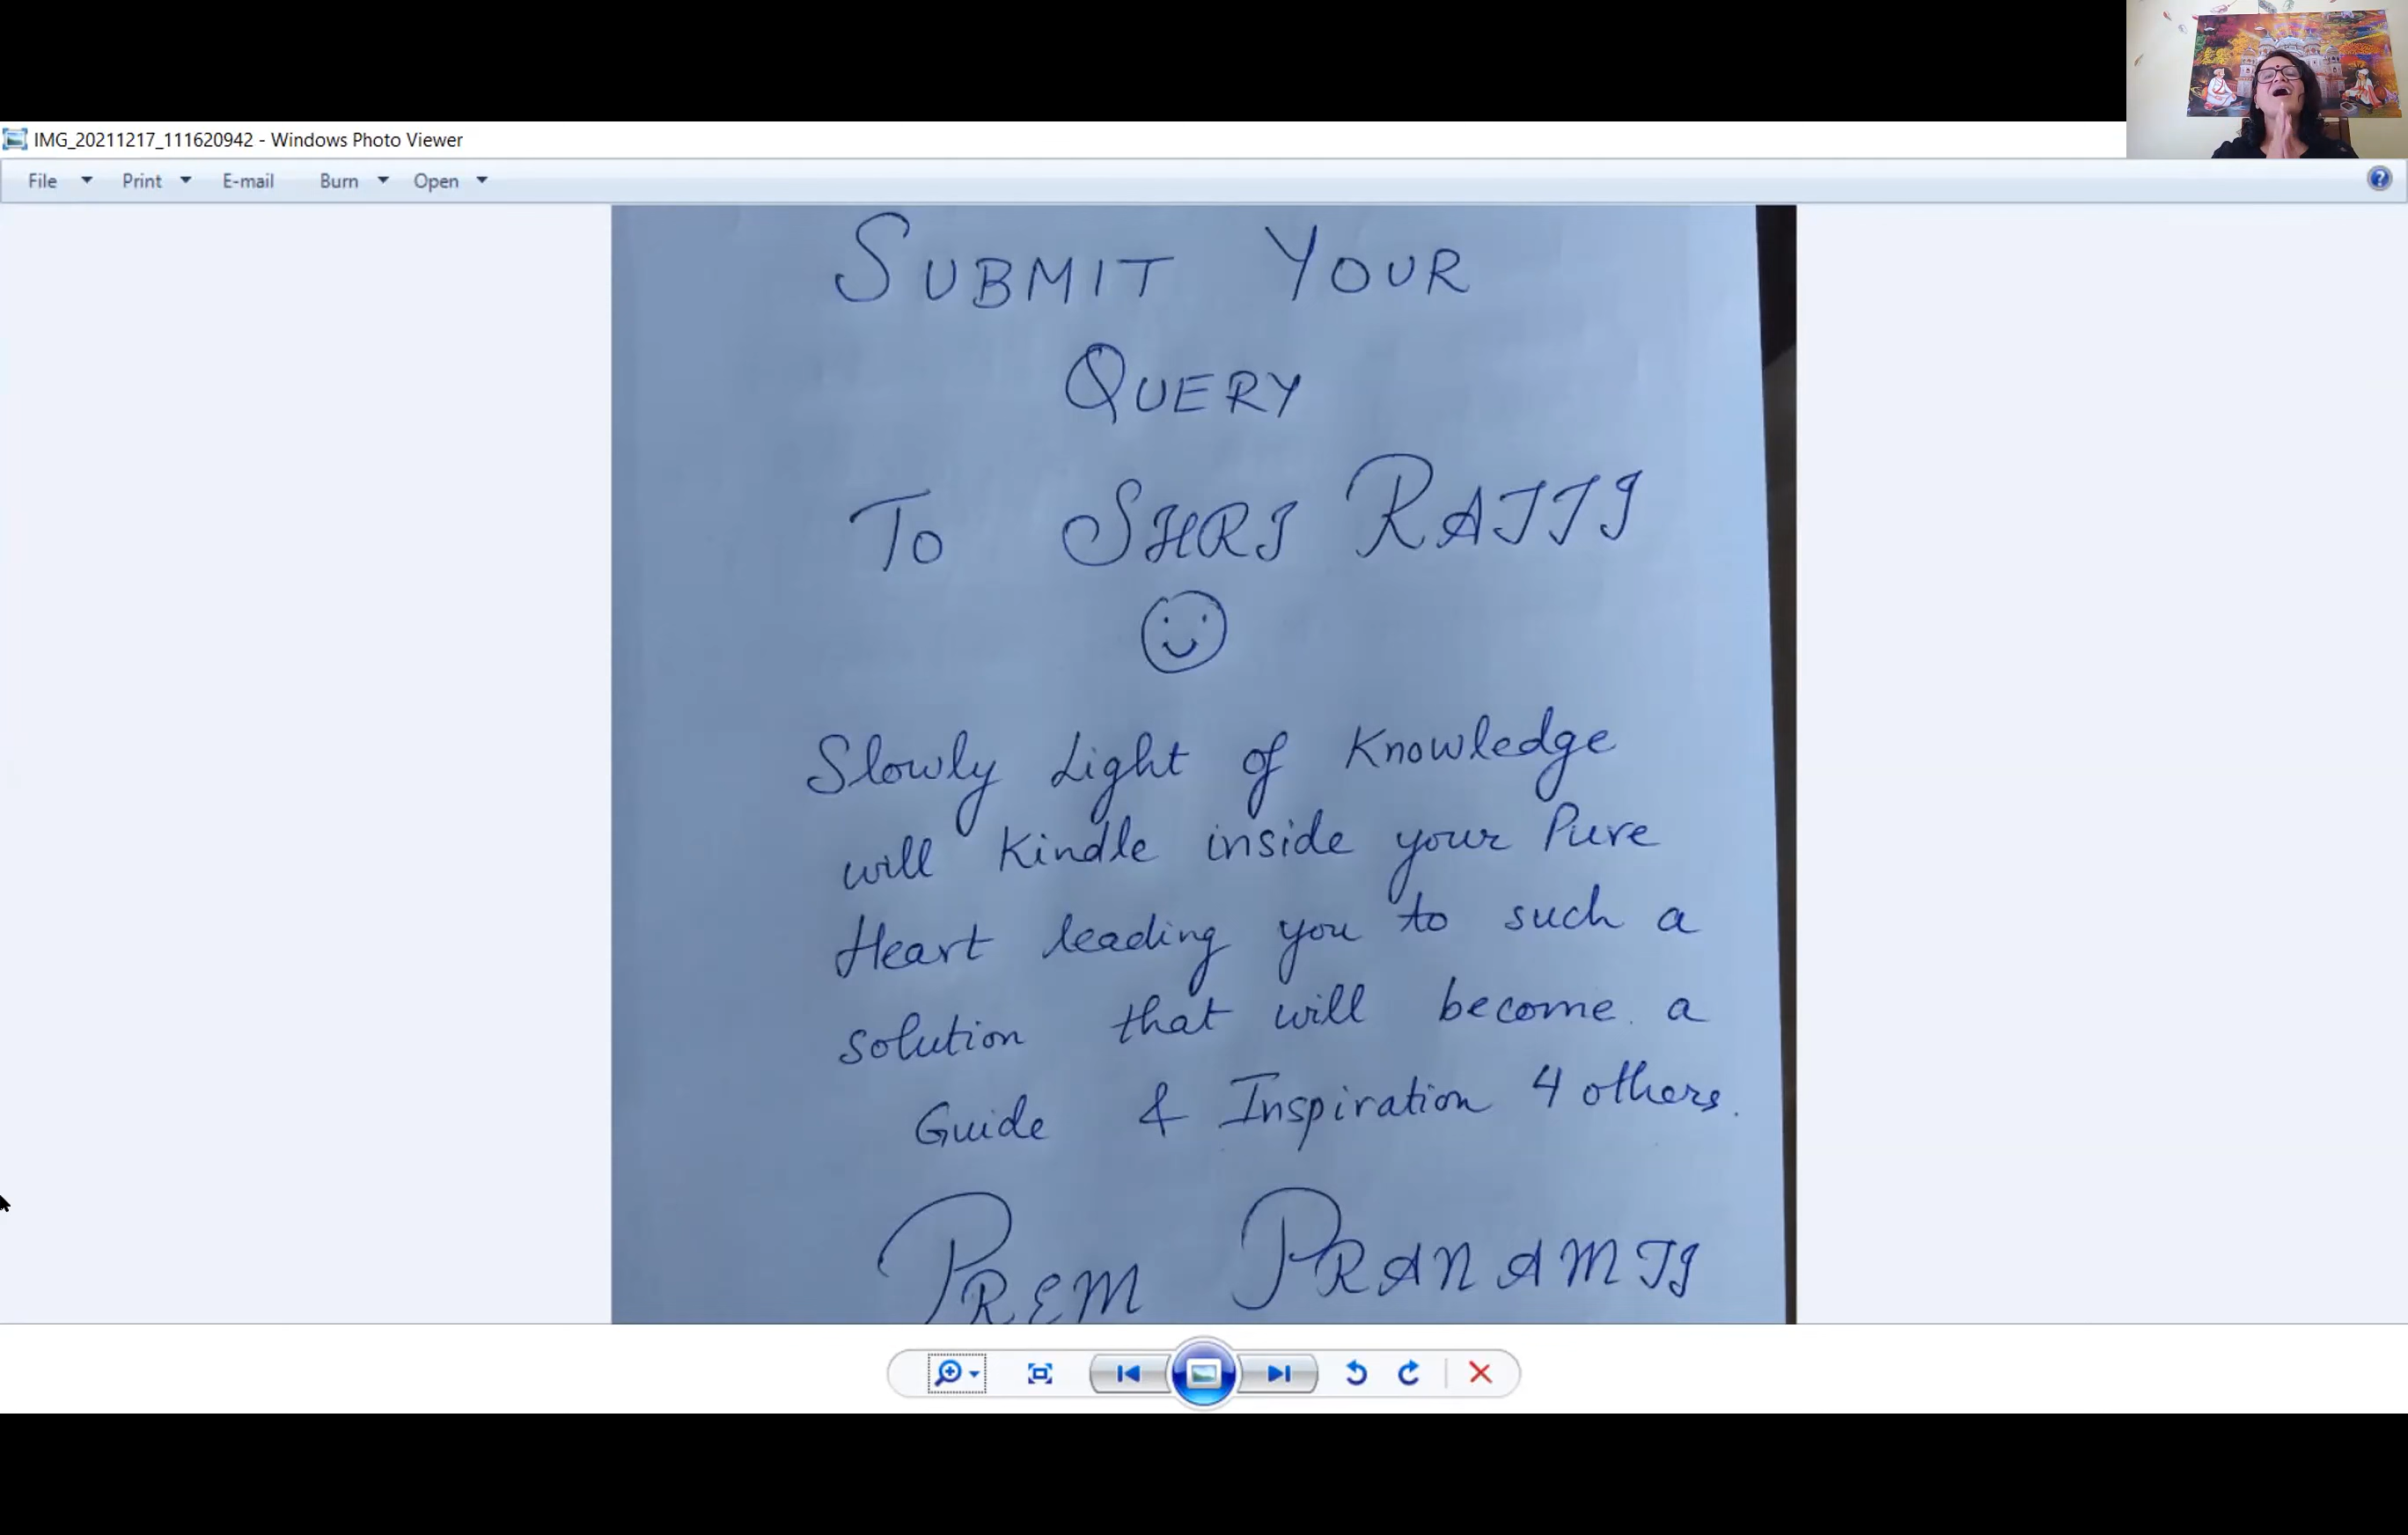 IMG_20211217_111620942 - Windows Photo Viewer
File Print E-mail Burn Open
SUBMIT YOUR
QUERY
TO SHRI RAJJI
Slowly Light of Knowledge
will Kindle inside your Pure
Heart leading you to such a
solution that will become a
Guide & Inspiration 4 others.
PREM PRANAMJI